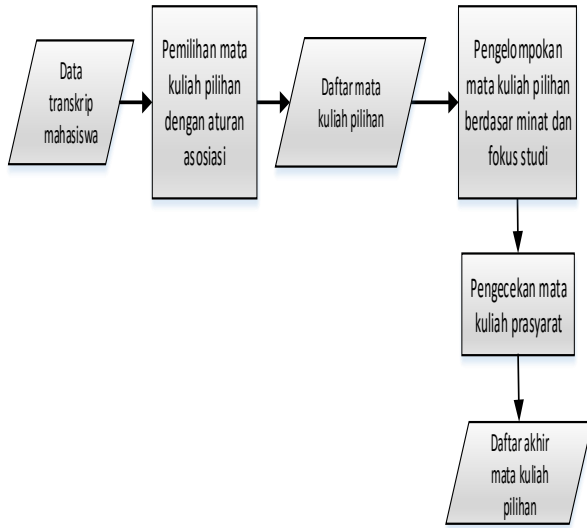 Data
transkrip
mahasiswa
Pemilihan mata
kuliah pilihan
dengan aturan
asosiasi
Daftar mata
kuliah pilihan
Pengelompokan
mata kuliah pilihan
berdasar minat dan
fokus studi
Pengecekan mata
kuliah prasyarat
Daftar akhir
mata kuliah
pilihan